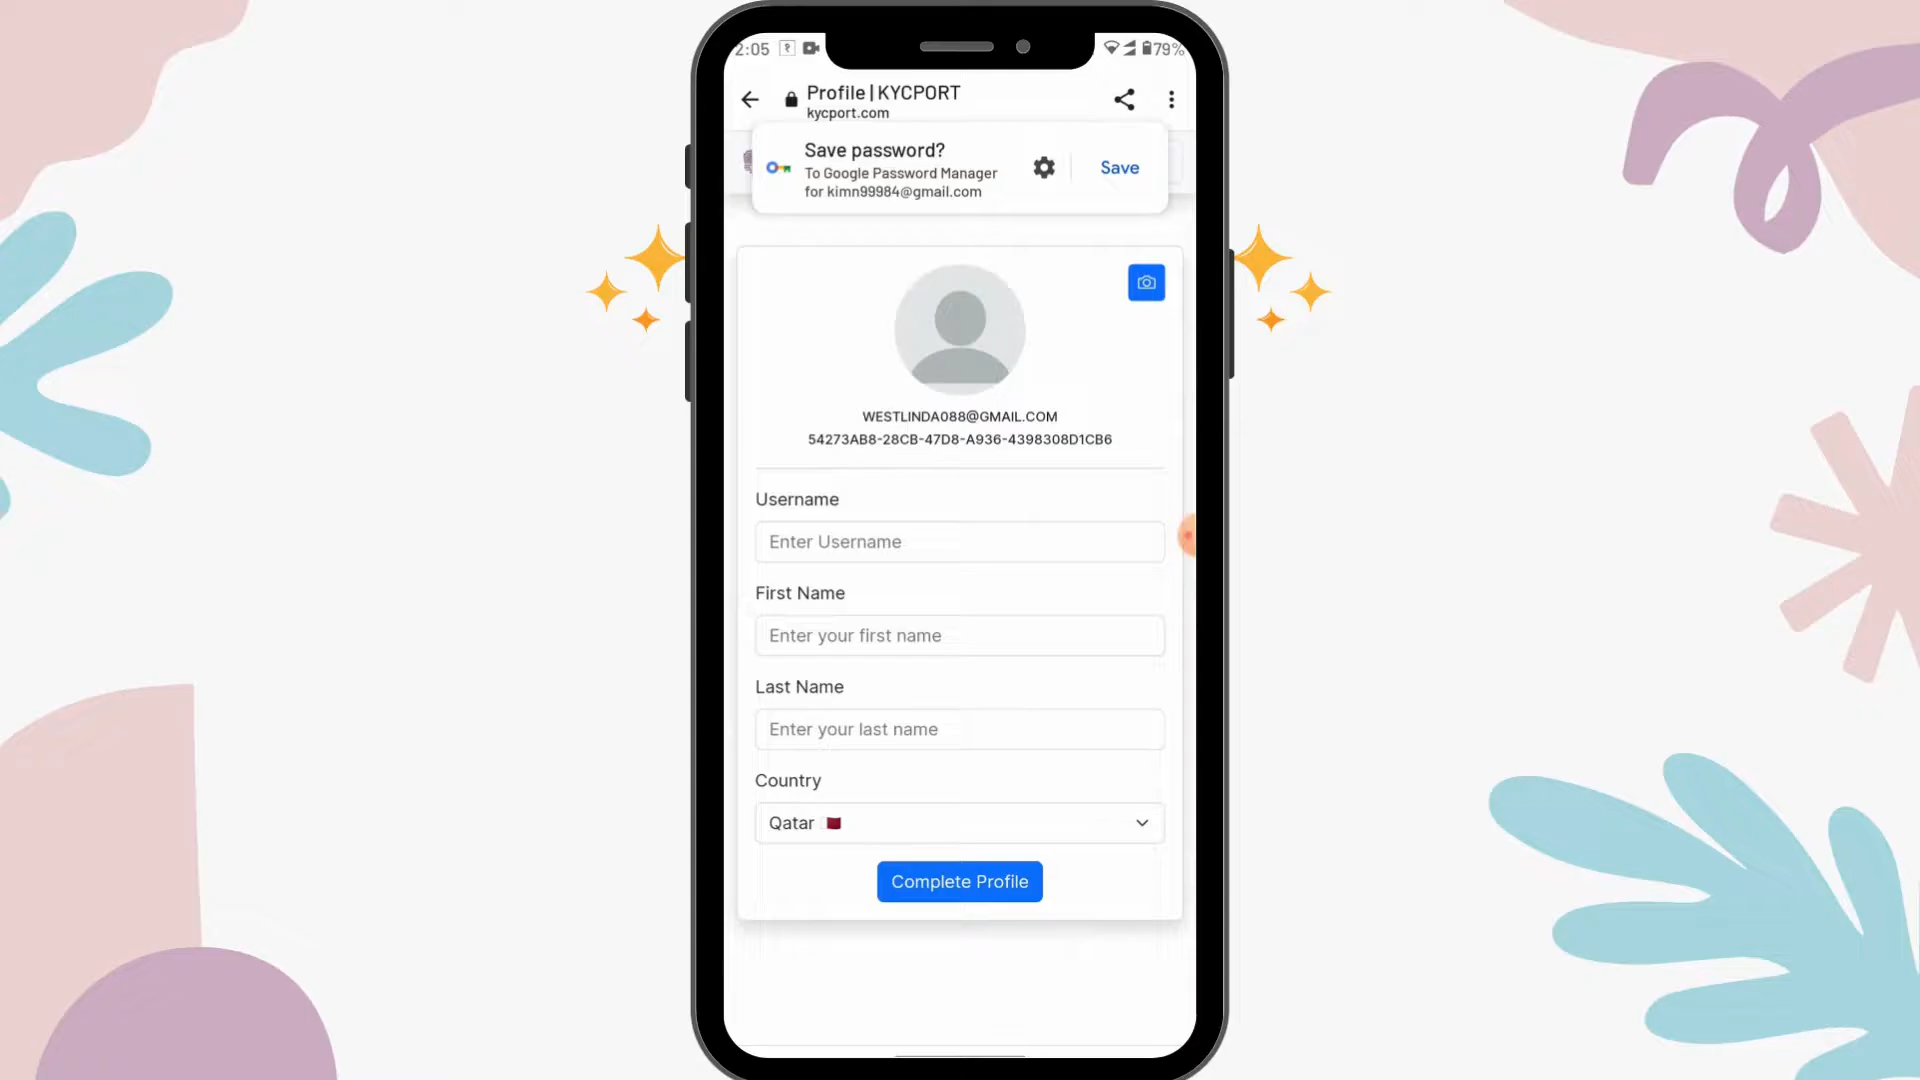 2:05
79%
Profile | KYCPORT
kycport.com
Save password?
To Google Password Manager
for kimn99984@gmail.com
Save
WESTLINDA088@GMAIL.COM
54273AB8-28CB-47D8-A936-4398308D1CB6
Username
Enter Username
First Name
Enter your first name
Last Name
Enter your last name
Country
Qatar 🇶🇦
Complete Profile